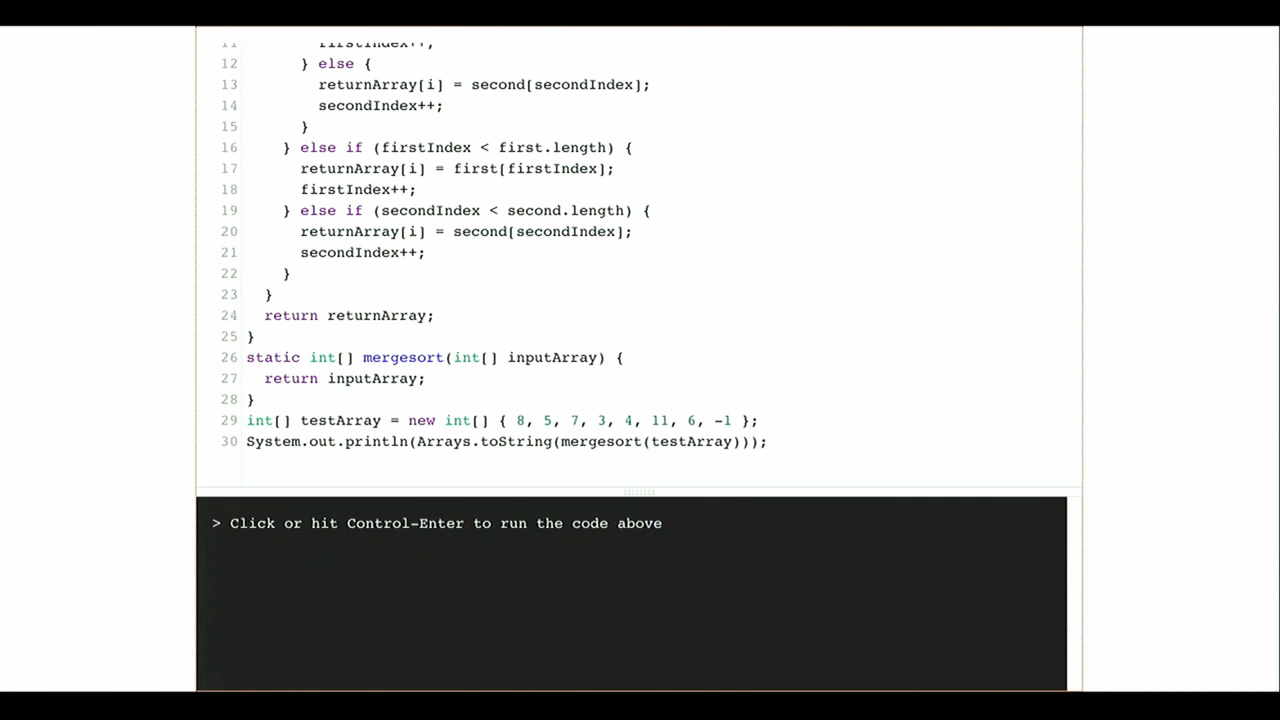 11 firstIndex++;
12 } else {
13 returnArray[i] = second[secondIndex];
14 secondIndex++;
15 }
16 } else if (firstIndex < first.length) {
17 returnArray[i] = first[firstIndex];
18 firstIndex++;
19 } else if (secondIndex < second.length) {
20 returnArray[i] = second[secondIndex];
21 secondIndex++;
22 }
23 }
24 return returnArray;
25 }
26 static int[] mergesort(int[] inputArray) {
27 return inputArray;
28 }
29 int[] testArray = new int[] { 8, 5, 7, 3, 4, 11, 6, -1 };
30 System.out.println(Arrays.toString(mergesort(testArray)));
> Click or hit Control-Enter to run the code above